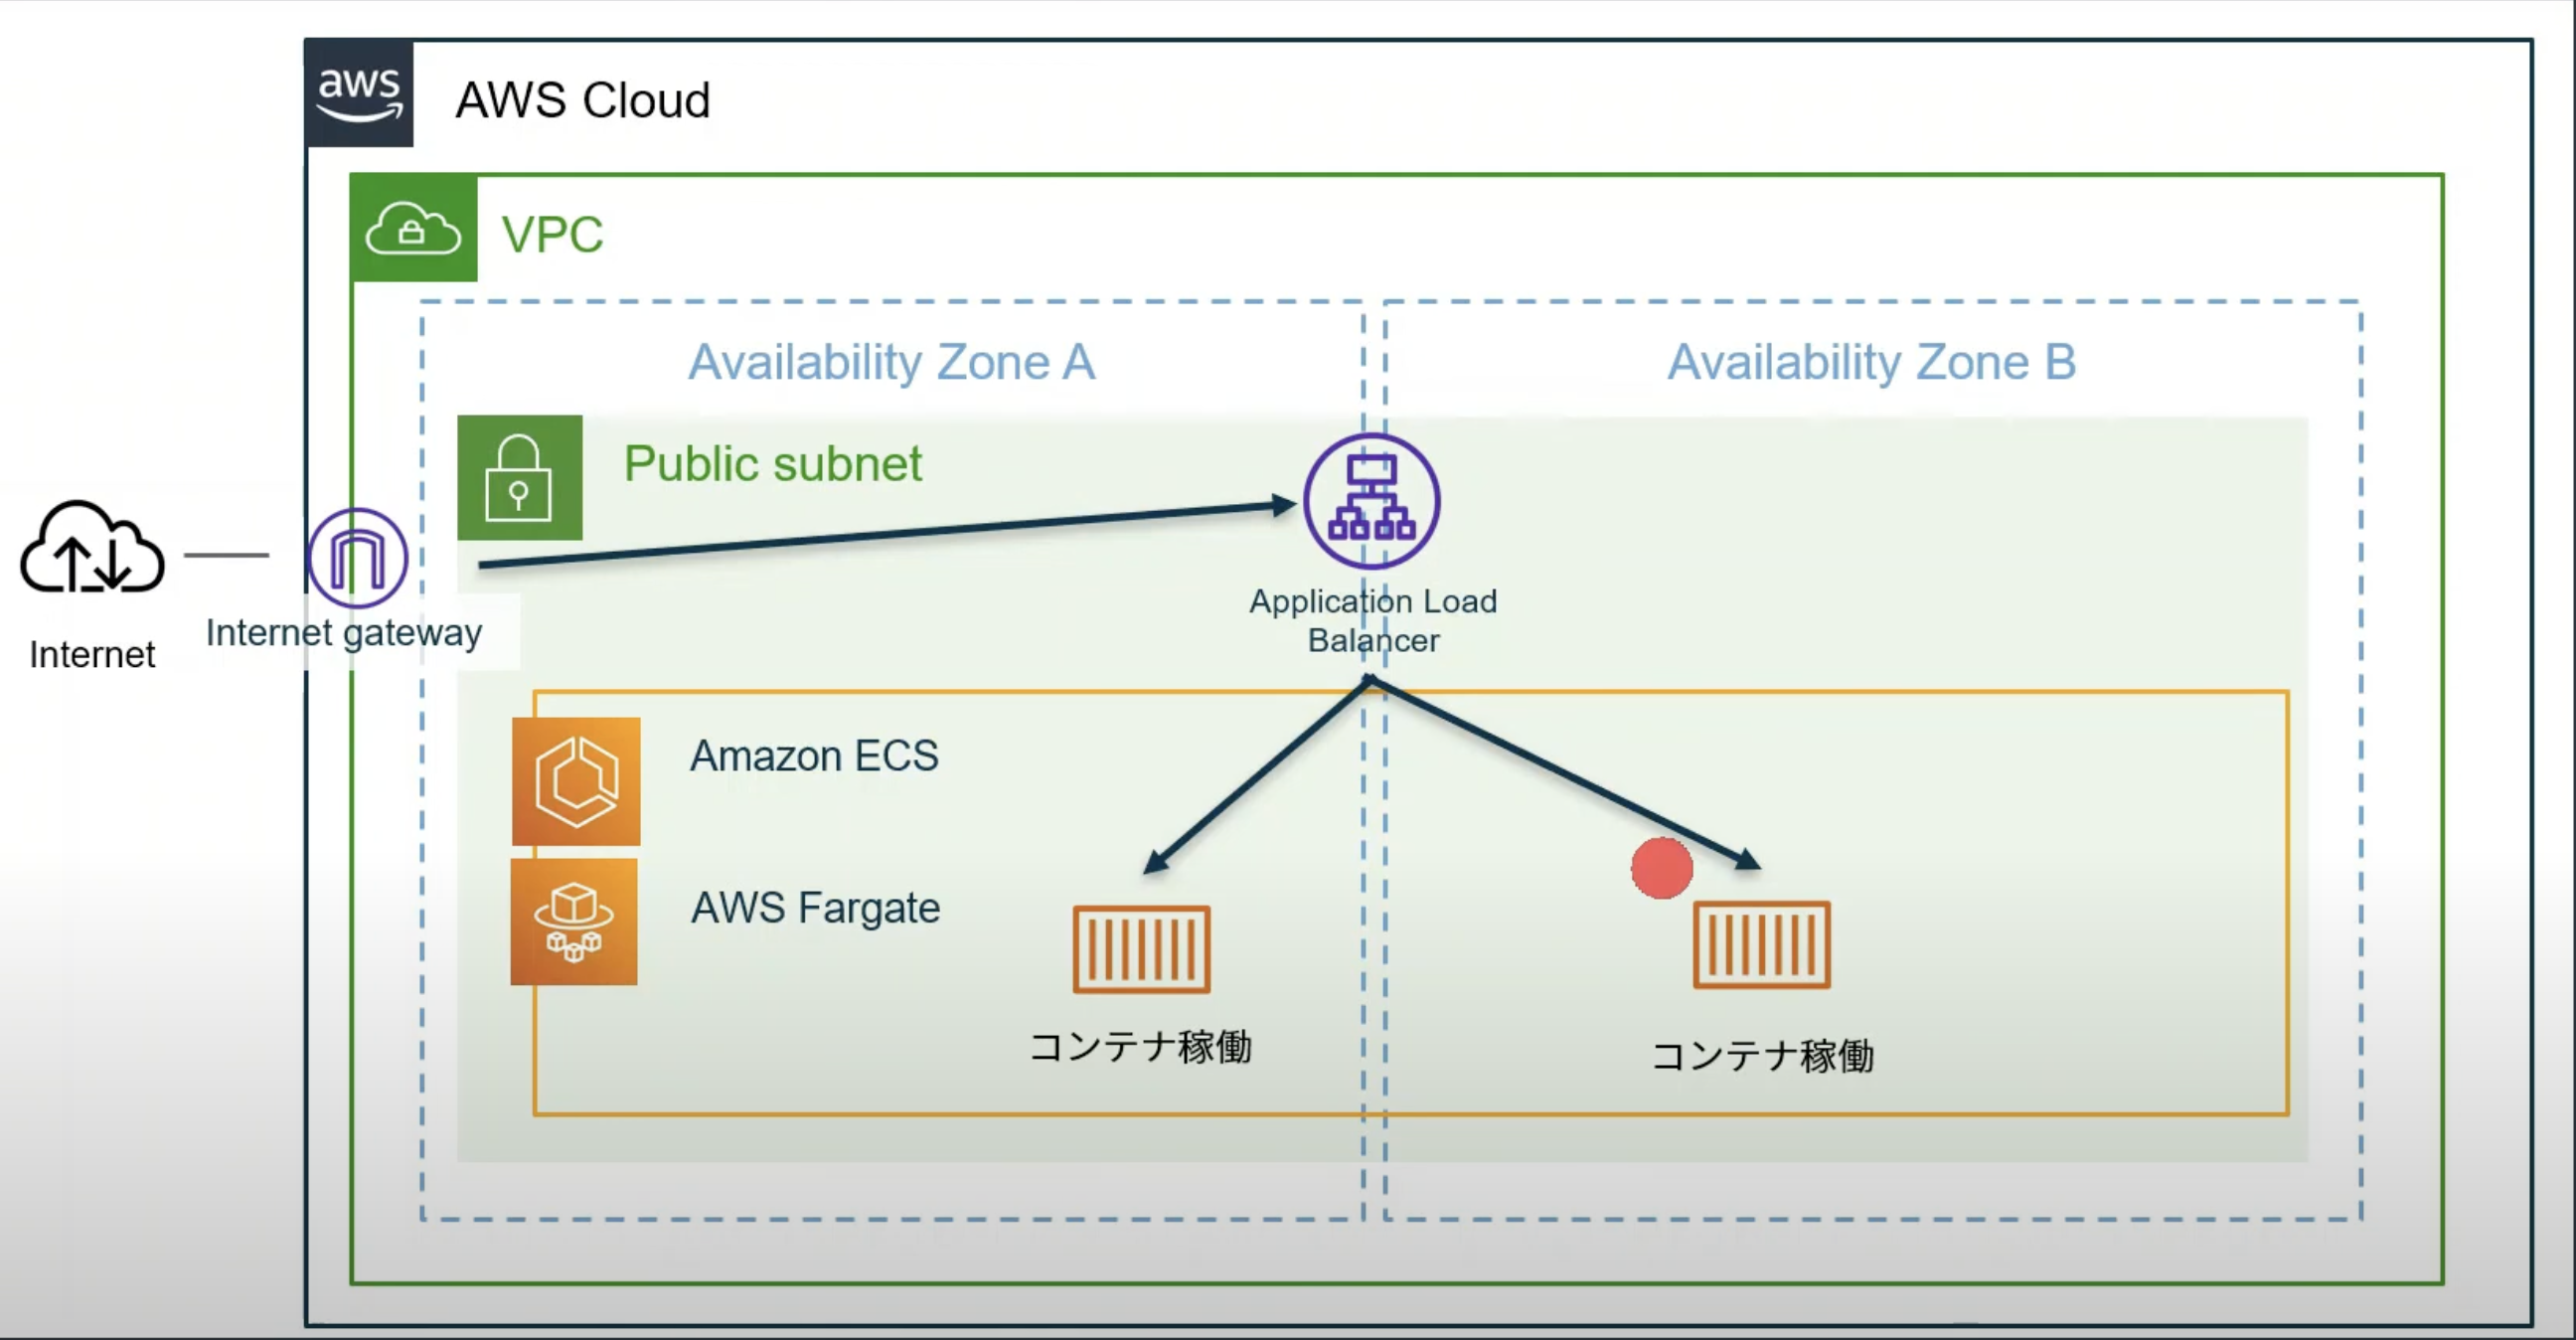 aws
AWS Cloud
VPC
Availability Zone A
Availability Zone B
Public subnet
Application Load
Balancer
Internet gateway
Internet
Amazon ECS
AWS Fargate
コンテナ稼働
コンテナ稼働